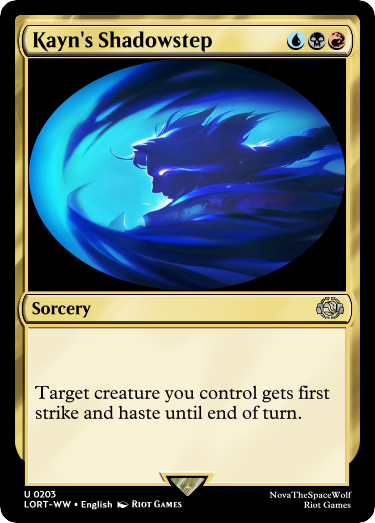 Kayn's Shadowstep
Sorcery
Target creature you control gets first
strike and haste until end of turn.
U 0203
LORT-WW • English Riot Games
NovaTheSpaceWolf
Riot Games